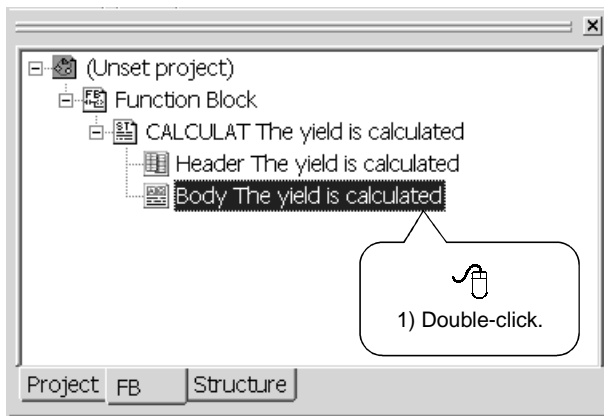 (Unset project)
Function Block
CALCULAT The yield is calculated
Header The yield is calculated
Body The yield is calculated
1) Double-click.
Project FB Structure